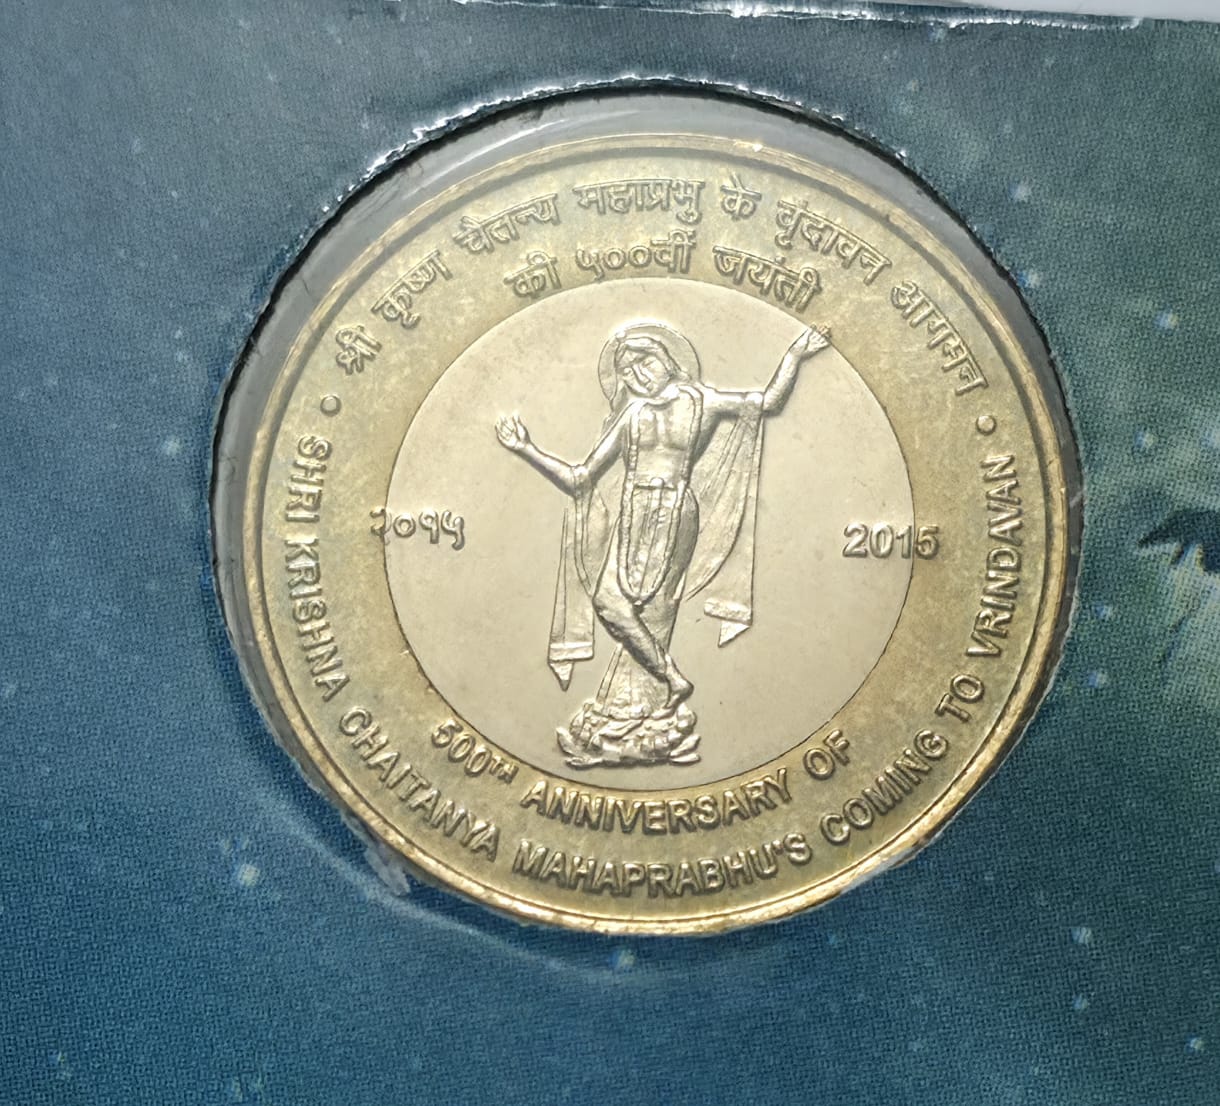 श्री कृष्ण चैतन्य महाप्रभु के वृंदावन आगमन
की ५००वीं जयंती
२०१५
2015
500TH ANNIVERSARY OF
SHRI KRISHNA CHAITANYA MAHAPRABHU'S COMING TO VRINDAVAN